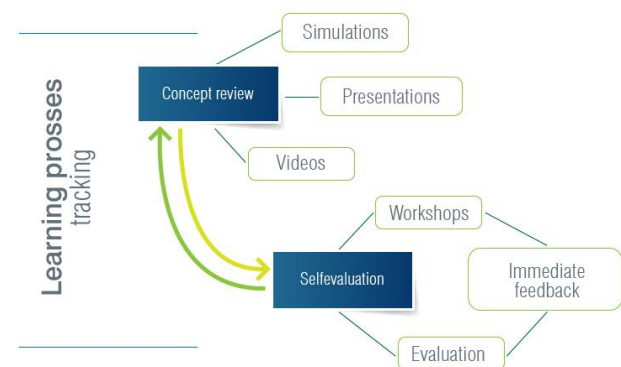 Learning prosses
tracking
Simulations
Concept review
Presentations
Videos
Workshops
Selfevaluation
Immediate
feedback
Evaluation